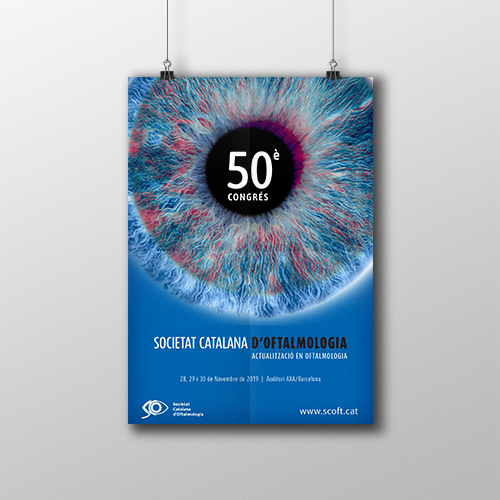 50è
CONGRÉS
SOCIETAT CATALANA D'OFTALMOLOGIA
ACTUALITZACIÓ EN OFTALMOLOGIA
28, 29 i 30 de Novembre de 2019 | Auditori AXA/Barcelona
Societat
Catalana
d'Oftalmologia
www.scoft.cat